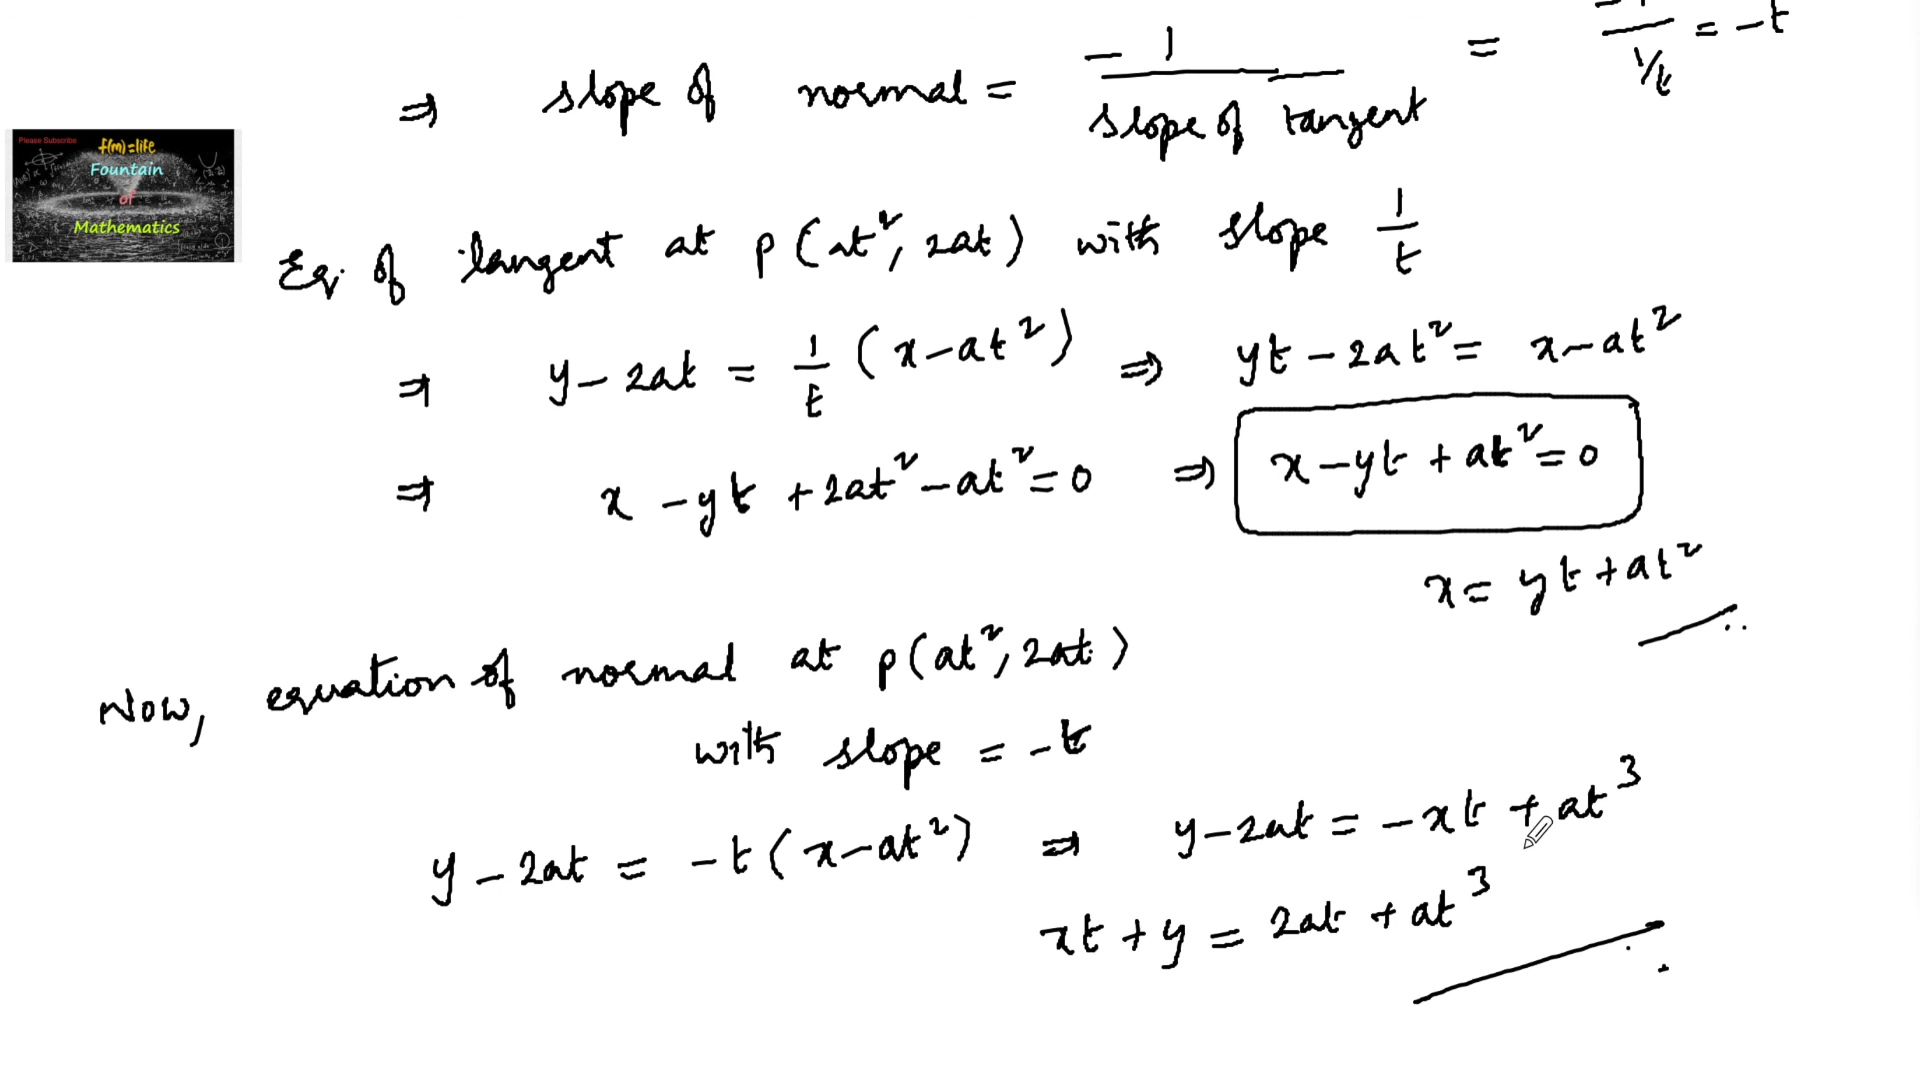 ⇒ slope of normal = -1/slope of tangent = -1/1/t = -t
Please Subscribe
f(m)=life
Fountain
of
Mathematics
Eq. of tangent at P(at², 2at) with slope 1/t
⇒ y - 2at = 1/t (x - at²) ⇒ yt - 2at² = x - at²
⇒ x - yt + 2at² - at² = 0 ⇒ x - yt + at² = 0
x = yt + at²
Now, equation of normal at P(at², 2at)
with slope = -t
y - 2at = -t(x - at²) ⇒ y - 2at = -xt + at³
xt + y = 2at + at³